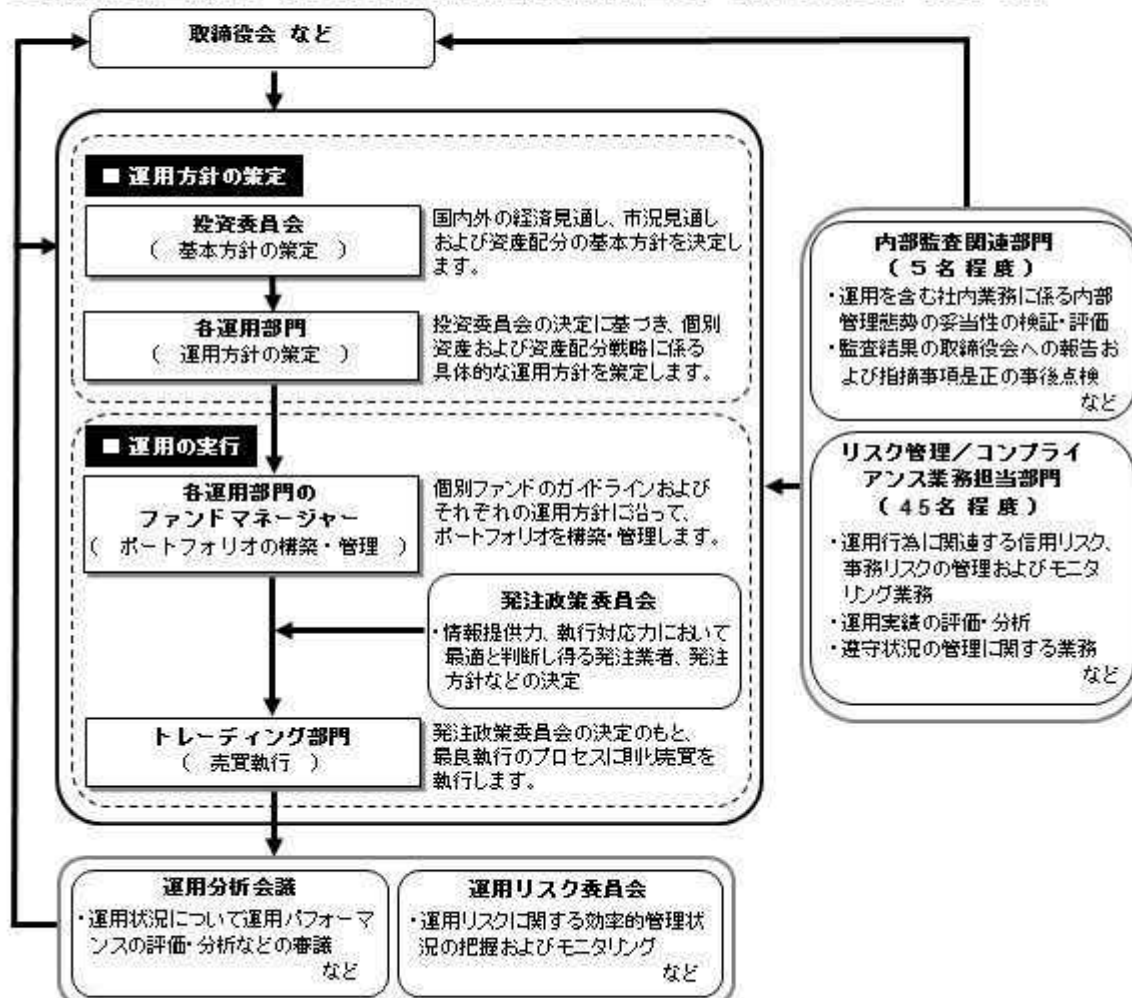 取締役会 など
■ 運用方針の策定
投資委員会
( 基本方針の策定 )
国内外の経済見通し、市況見通し
および資産配分の基本方針を決定し
ます。
各運用部門
( 運用方針の策定 )
投資委員会の決定に基づき、個別
資産および資産配分戦略に係る
具体的な運用方針を策定します。
■ 運用の実行
各運用部門の
ファンドマネージャー
( ポートフォリオの構築・管理 )
個別ファンドのガイドラインおよび
それぞれの運用方針に沿って、
ポートフォリオを構築・管理します。
発注政策委員会
・情報提供力、執行対応力において
最適と判断し得る発注業者、発注
方針などの決定
トレーディング部門
( 売買執行 )
発注政策委員会の決定のもと、
最良執行のプロセスに則り売買を
執行します。
内部監査関連部門
( 5名程度 )
・運用を含む社内業務に係る内部
管理態勢の妥当性の検証・評価
・監査結果の取締役会への報告お
よび指摘事項是正の事後点検
など
リスク管理/コンプライ
アンス業務担当部門
( 45名程度 )
・運用行為に関連する信用リスク、
事務リスクの管理およびモニタ
リング業務
・運用実績の評価・分析
・遵守状況の管理に関する業務
など
運用分析会議
・運用状況について運用パフォーマ
ンスの評価・分析などの審議
など
運用リスク委員会
・運用リスクに関する効率的管理状
況の把握およびモニタリング
など